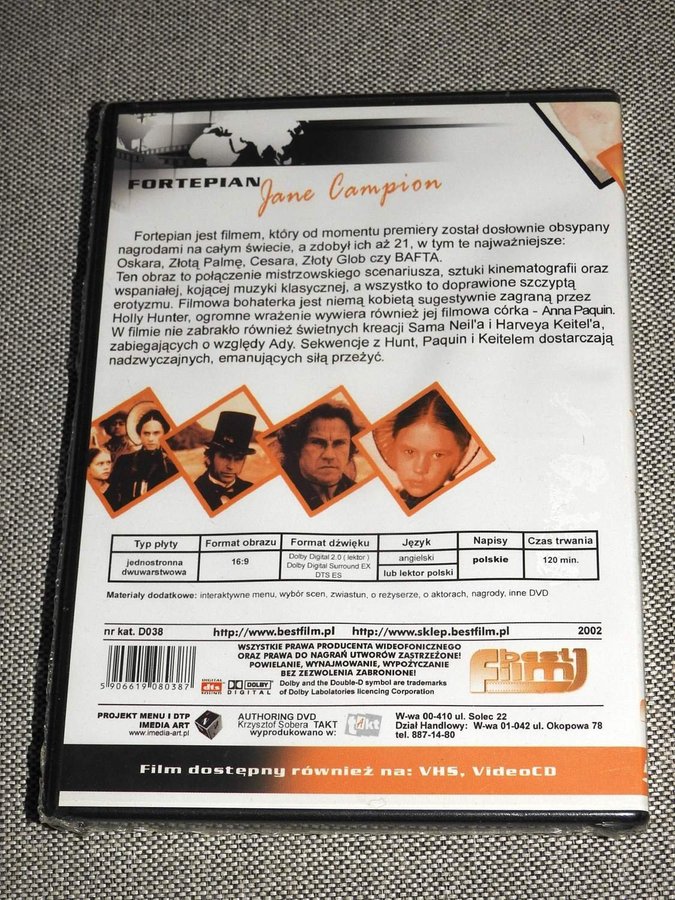 FORTEPIAN Jane Campion
Fortepian jest filmem, który od momentu premiery został dosłownie obsypany
nagrodami na całym świecie, a zdobył ich aż 21, w tym te najważniejsze:
Oskara, Złotą Palmę, Cesara, Złoty Glob czy BAFTA.
Ten obraz to połączenie mistrzowskiego scenariusza, sztuki kinematografii oraz
wspaniałej, kojącej muzyki klasycznej, a wszystko to doprawione szczyptą
erotyzmu. Filmowa bohaterka jest niemą kobietą sugestywnie zagraną przez
Holly Hunter, ogromne wrażenie wywiera również jej filmowa córka - Anna Paquin.
W filmie nie zabrakło również świetnych kreacji Sama Neil'a i Harveya Keitel'a,
zabiegających o względy Ady. Sekwencje z Hunt, Paquin i Keitelem dostarczają
nadzwyczajnych, emanujących siłą przeżyć.
Typ płyty Format obrazu Format dźwięku Język Napisy Czas trwania
jednostronna dwuwarstwowa 16:9 Dolby Digital 2.0 ( lektor ) angielski polskie 120 min.
Dolby Digital Surround EX
DTS ES lub lektor polski
Materiały dodatkowe: interaktywne menu, wybór scen, zwiastun, o reżyserze, o aktorach, nagrody, inne DVD
nr kat. D038 http://www.bestfilm.pl http://www.sklep.bestfilm.pl 2002
WSZYSTKIE PRAWA PRODUCENTA WIDEOFONICZNEGO
ORAZ PRAWA DO NAGRAŃ UTWORÓW ZASTRZEŻONE!
POWIELANIE, WYNAJMOWANIE, WYPOŻYCZANIE
BEZ ZEZWOLENIA ZABRONIONE!
5906619080387
DIGITAL dts DOLBY DIGITAL
Dolby and the Double-D symbol are trademarks
of Dolby Labolatories licencing Corporation
best film
PROJEKT MENU I DTP
IMEDIA ART
www.imedia-art.pl
AUTHORING DVD
Krzysztof Sobera TAKT
wyprodukowano w:
takt
W-wa 00-410 ul. Solec 22
Dział Handlowy: W-wa 01-042 ul. Okopowa 78
tel. 887-14-80
Film dostępny również na: VHS, VideoCD